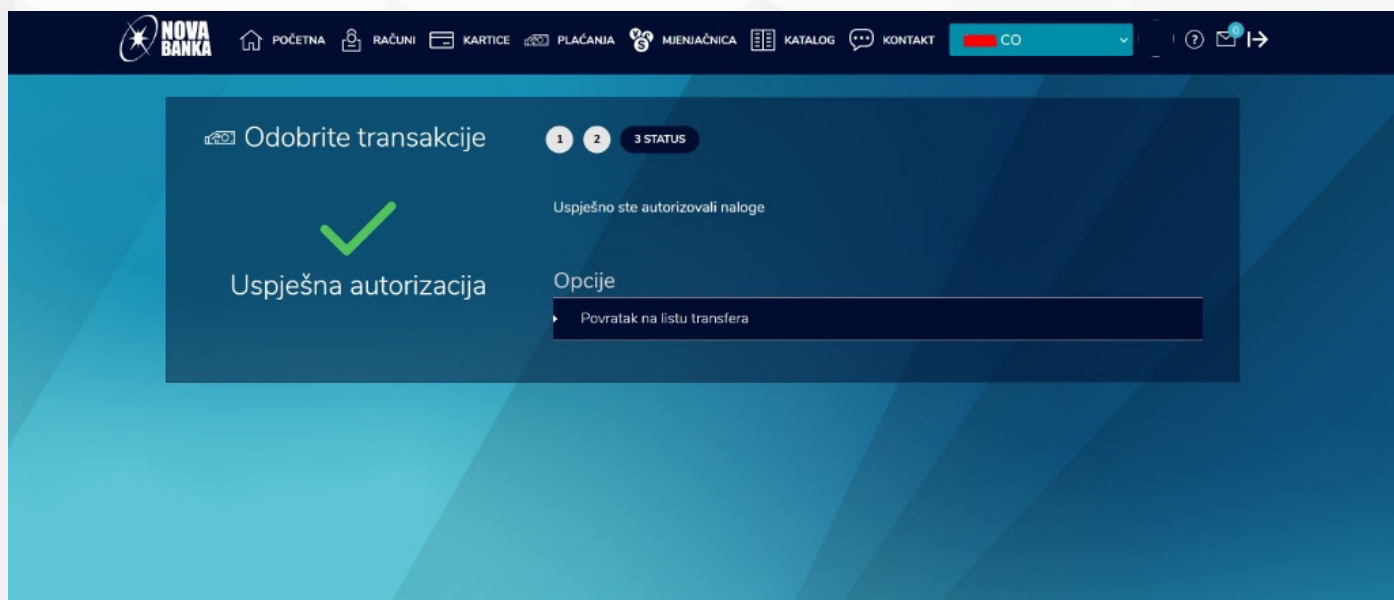 NOVA BANKA POČETNA RAČUNI KARTICE PLAĆANJA MJENJAČNICA KATALOG KONTAKT CO 0
Odobrite transakcije 1 2 3 STATUS
Uspješno ste autorizovali naloge
Uspješna autorizacija
Opcije
Povratak na listu transfera